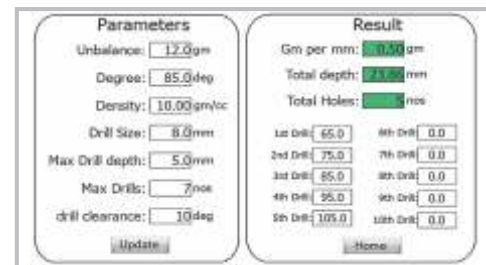 Parameters
Unbalance: 12.0 gm
Degree: 85.0 deg
Density: 10.00 gm/cc
Drill Size: 8.0 mm
Max Drill depth: 5.0 mm
Max Drills: 7 nos
drill clearance: 10 deg
Update
Result
Gm per mm: 0.50 gm
Total depth: mm
Total Holes: 5 nos
1st Drill: 65.0
2nd Drill: 75.0
3rd Drill: 85.0
4th Drill: 95.0
5th Drill: 105.0
6th Drill: 0.0
7th Drill: 0.0
8th Drill: 0.0
9th Drill: 0.0
10th Drill: 0.0
Home